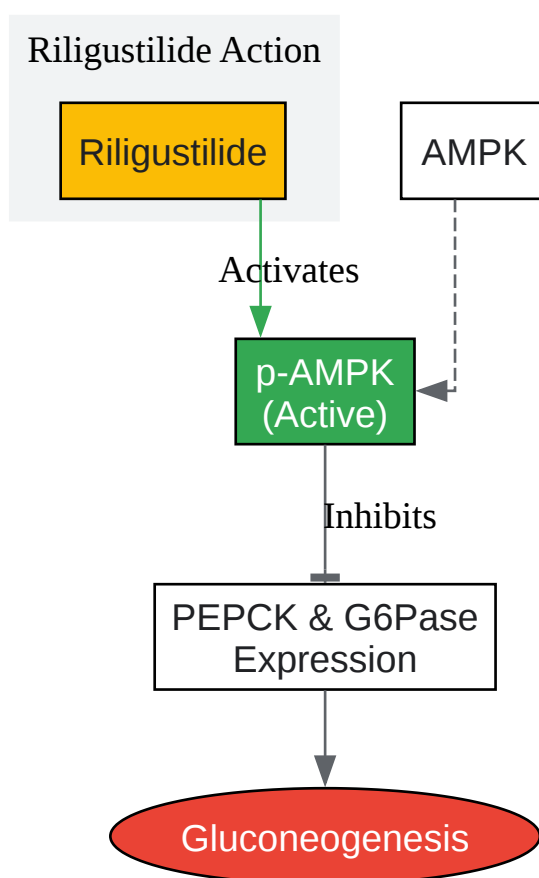 Riligustilide Action
Riligustilide
AMPK
Activates
p-AMPK
(Active)
Inhibits
PEPCK & G6Pase
Expression
Gluconeogenesis